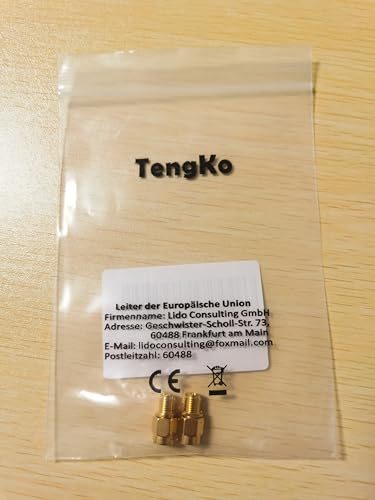 TengKo
Leiter der Europäische Union
Firmenname: Lido Consulting GmbH
Adresse: Geschwister-Scholl-Str. 73,
60488 Frankfurt am Main
E-Mail: lidoconsulting@foxmail.com
Postleitzahl: 60488
CE